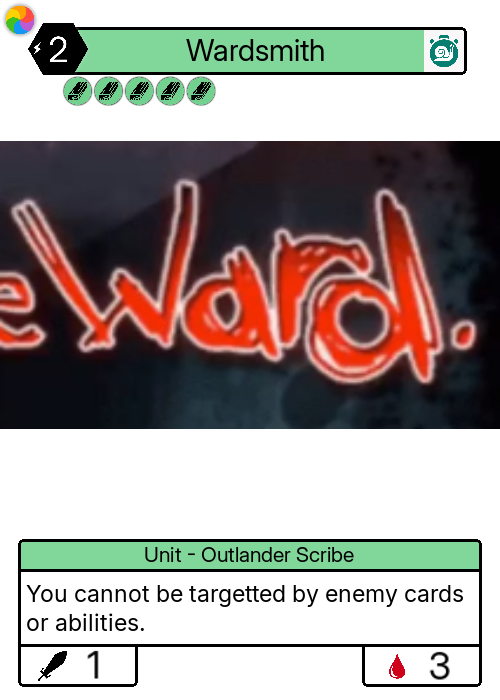 2
Wardsmith
e Ward.
Unit - Outlander Scribe
You cannot be targetted by enemy cards
or abilities.
1
3